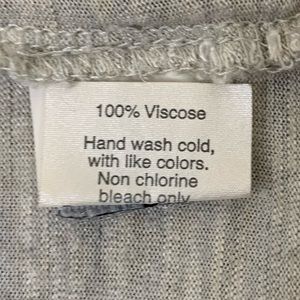 100% Viscose
Hand wash cold,
with like colors.
Non chlorine
bleach only